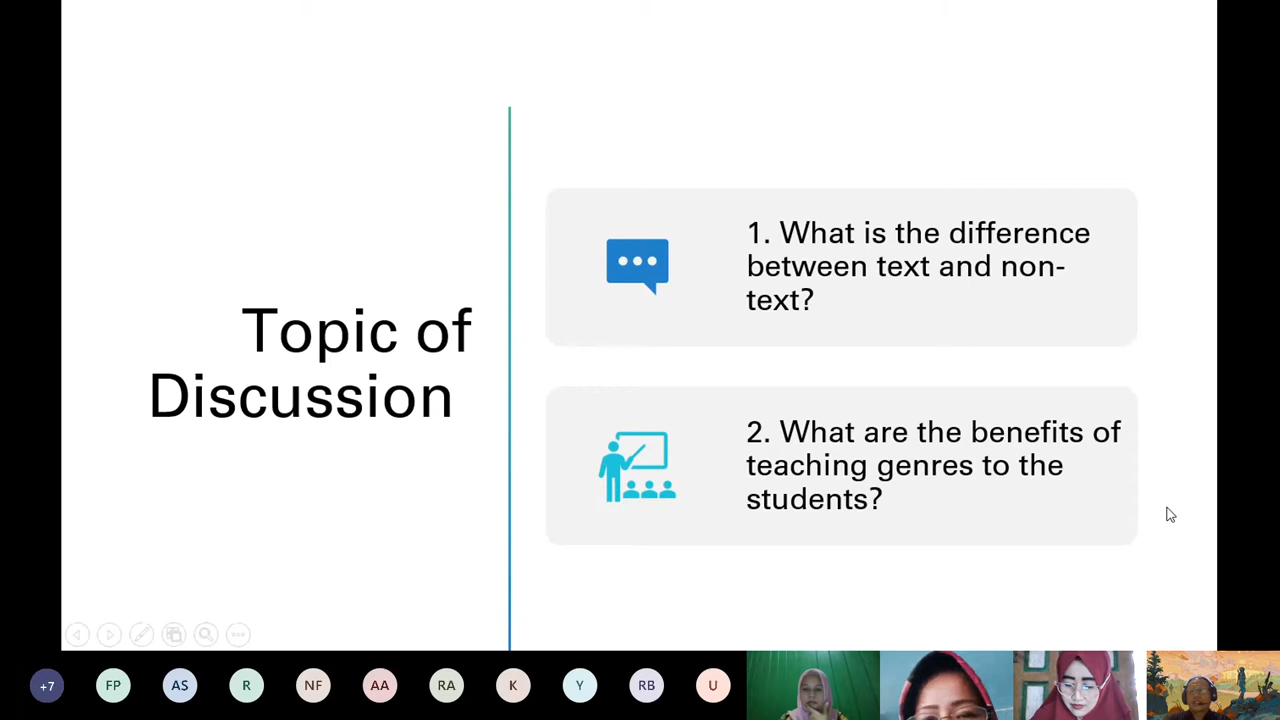 Topic of
Discussion
1. What is the difference
between text and non-
text?
2. What are the benefits of
teaching genres to the
students?
+7
FP
AS
R
NF
AA
RA
K
Y
RB
U